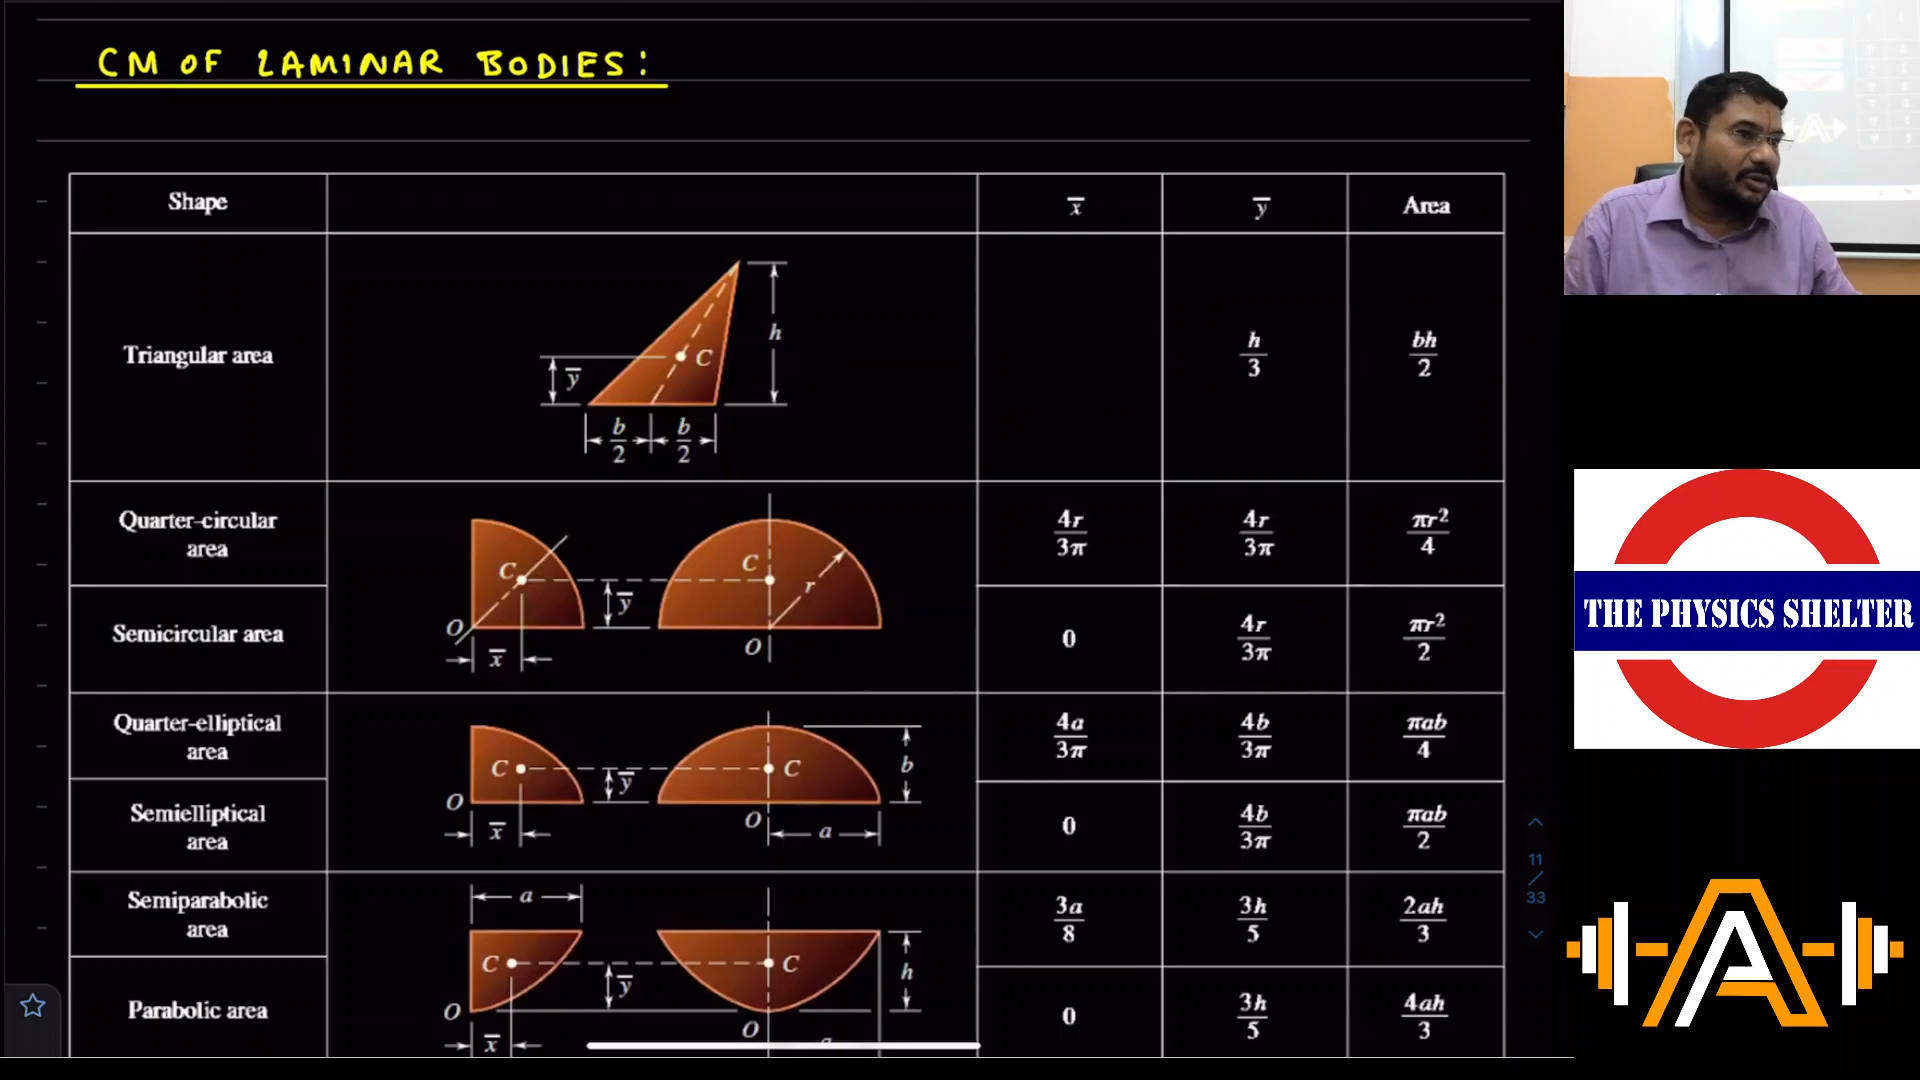 CM OF LAMINAR BODIES:
Shape
x̄
ȳ
Area
Triangular area
h
C
ȳ
b/2
b/2
h/3
bh/2
Quarter-circular
area
C
O
x̄
ȳ
C
r
O
4r/3π
4r/3π
πr²/4
Semicircular area
0
4r/3π
πr²/2
Quarter-elliptical
area
C
O
x̄
ȳ
C
b
O
a
4a/3π
4b/3π
πab/4
Semielliptical
area
0
4b/3π
πab/2
Semiparabolic
area
a
C
O
x̄
ȳ
C
h
O
3a/8
3h/5
2ah/3
Parabolic area
0
3h/5
4ah/3
11
/
33
THE PHYSICS SHELTER
A